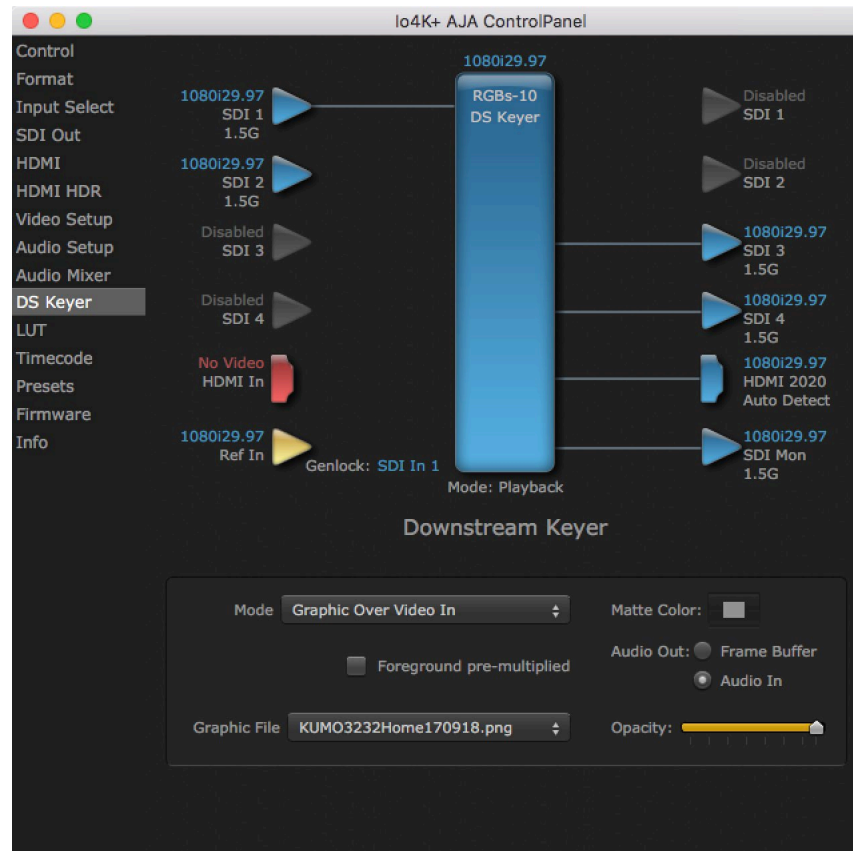 Io4K+ AJA ControlPanel
Control
Format
Input Select
SDI Out
HDMI
HDMI HDR
Video Setup
Audio Setup
Audio Mixer
DS Keyer
LUT
Timecode
Presets
Firmware
Info
1080i29.97
SDI 1
1.5G
1080i29.97
SDI 2
1.5G
Disabled
SDI 3
Disabled
SDI 4
No Video
HDMI In
1080i29.97
Ref In
Genlock: SDI In 1
1080i29.97
RGBs-10
DS Keyer
Mode: Playback
Disabled
SDI 1
Disabled
SDI 2
1080i29.97
SDI 3
1.5G
1080i29.97
SDI 4
1.5G
1080i29.97
HDMI 2020
Auto Detect
1080i29.97
SDI Mon
1.5G
Downstream Keyer
Mode Graphic Over Video In
Matte Color:
Foreground pre-multiplied
Audio Out: Frame Buffer
Audio In
Graphic File KUMO3232Home170918.png
Opacity: